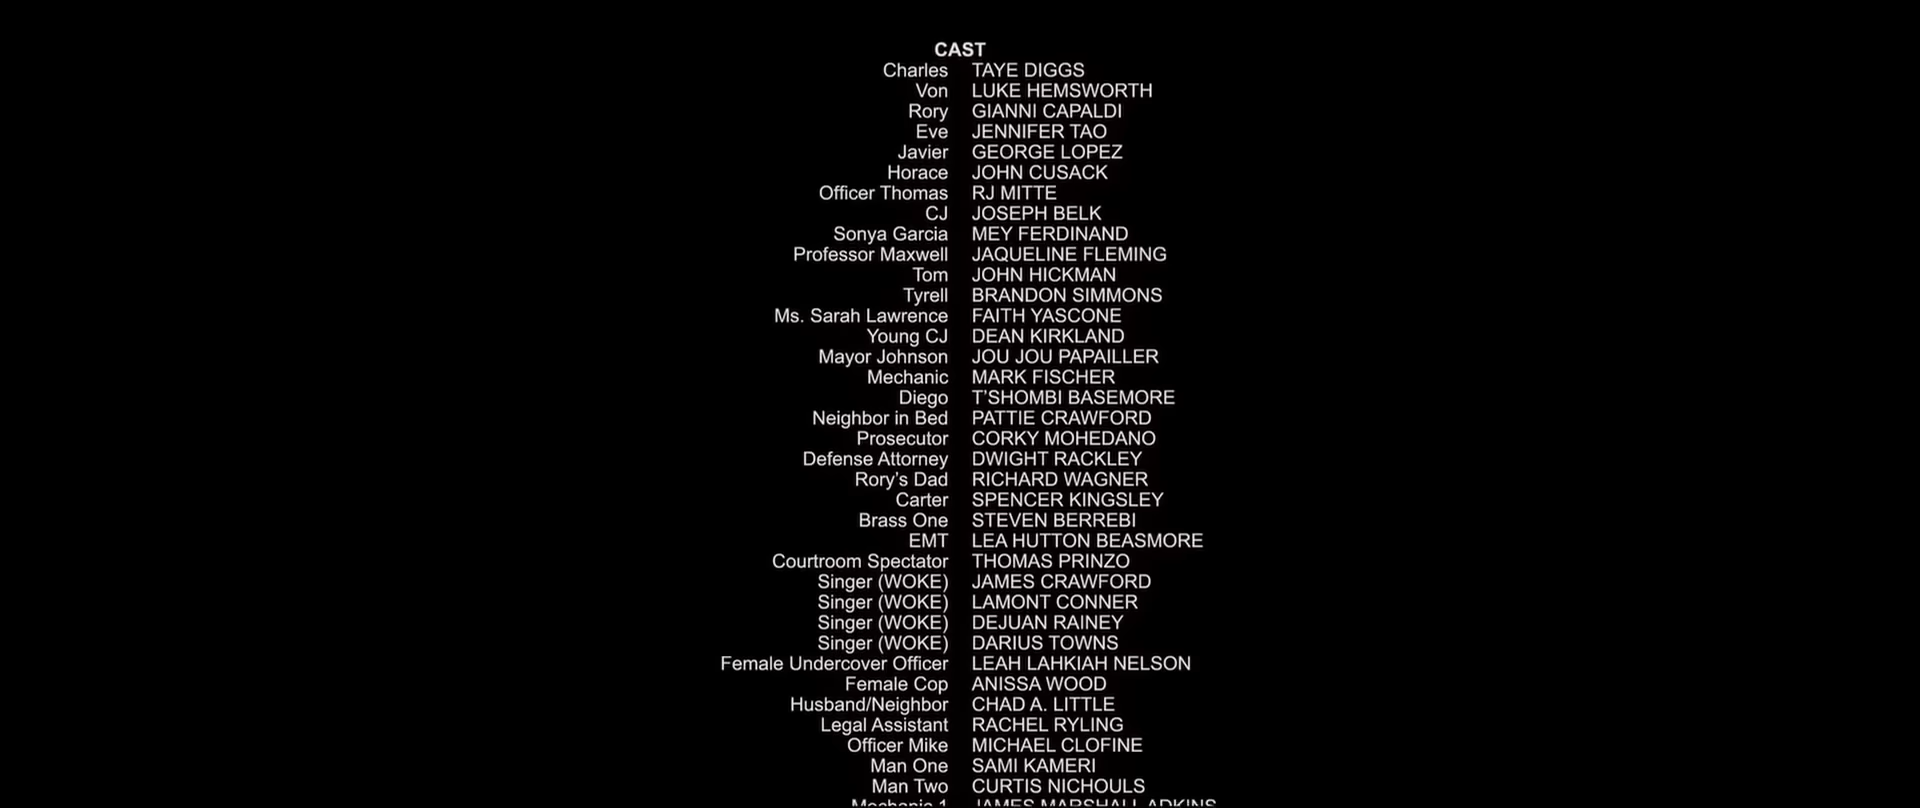 CAST
Charles TAYE DIGGS
Von LUKE HEMSWORTH
Rory GIANNI CAPALDI
Eve JENNIFER TAO
Javier GEORGE LOPEZ
Horace JOHN CUSACK
Officer Thomas RJ MITTE
CJ JOSEPH BELK
Sonya Garcia MEY FERDINAND
Professor Maxwell JAQUELINE FLEMING
Tom JOHN HICKMAN
Tyrell BRANDON SIMMONS
Ms. Sarah Lawrence FAITH YASCONE
Young CJ DEAN KIRKLAND
Mayor Johnson JOU JOU PAPAILLER
Mechanic MARK FISCHER
Diego T’SHOMBI BASEMORE
Neighbor in Bed PATTIE CRAWFORD
Prosecutor CORKY MOHEDANO
Defense Attorney DWIGHT RACKLEY
Rory’s Dad RICHARD WAGNER
Carter SPENCER KINGSLEY
Brass One STEVEN BERREBI
EMT LEA HUTTON BEASMORE
Courtroom Spectator THOMAS PRINZO
Singer (WOKE) JAMES CRAWFORD
Singer (WOKE) LAMONT CONNER
Singer (WOKE) DEJUAN RAINEY
Singer (WOKE) DARIUS TOWNS
Female Undercover Officer LEAH LAHKIAH NELSON
Female Cop ANISSA WOOD
Husband/Neighbor CHAD A. LITTLE
Legal Assistant RACHEL RYLING
Officer Mike MICHAEL CLOFINE
Man One SAMI KAMERI
Man Two CURTIS NICHOULS
Mechanic 1 JAMES MARSHALL ADKINS